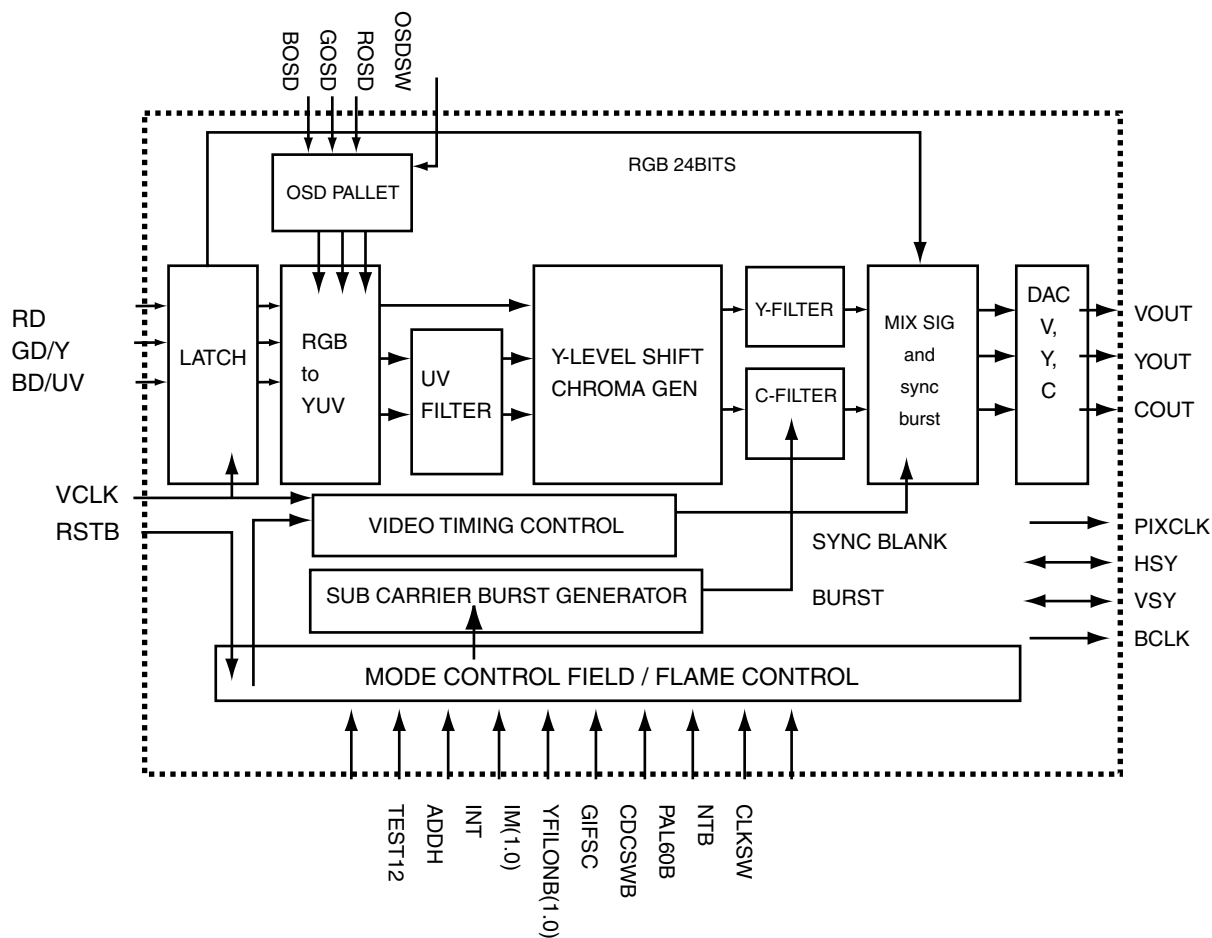 BOSD
GOSD
ROSD
OSDSW
OSD PALLET
RGB 24BITS
RD
GD/Y
BD/UV
LATCH
RGB
to
YUV
UV
FILTER
Y-LEVEL SHIFT
CHROMA GEN
Y-FILTER
C-FILTER
MIX SIG
and
sync
burst
DAC
V,
Y,
C
VOUT
YOUT
COUT
VCLK
RSTB
VIDEO TIMING CONTROL
SYNC BLANK
SUB CARRIER BURST GENERATOR
BURST
MODE CONTROL FIELD / FLAME CONTROL
PIXCLK
HSY
VSY
BCLK
TEST12
ADDH
INT
IM(1.0)
YFILONB(1.0)
GIFSC
CDCSWB
PAL60B
NTB
CLKSW